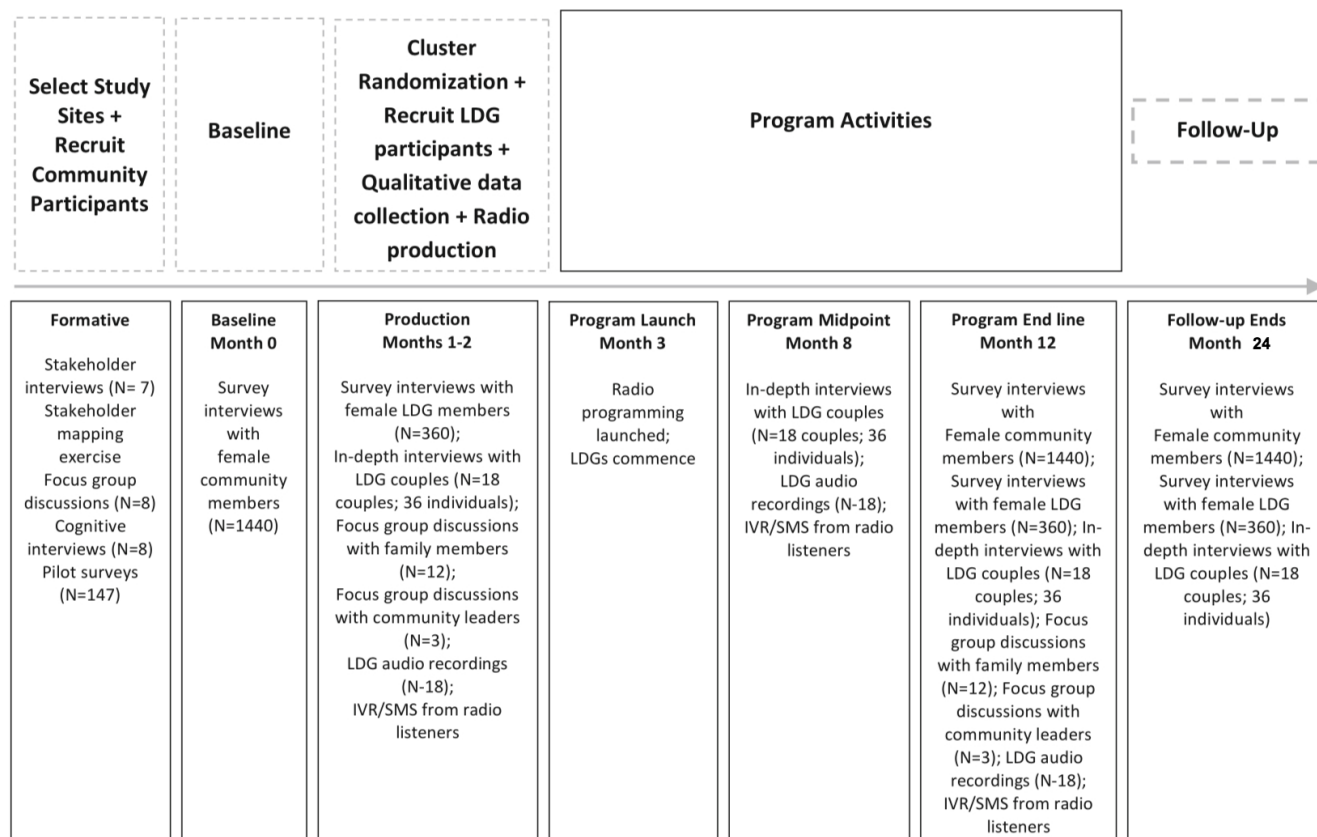 Select Study
Sites +
Recruit
Community
Participants
Baseline
Cluster
Randomization +
Recruit LDG
participants +
Qualitative data
collection + Radio
production
Program Activities
Follow-Up
Formative
Stakeholder
interviews (N= 7)
Stakeholder
mapping
exercise
Focus group
discussions (N=8)
Cognitive
interviews (N=8)
Pilot surveys
(N=147)
Baseline
Month 0
Survey
interviews
with
female
community
members
(N=1440)
Production
Months 1-2
Survey interviews with
female LDG members
(N=360);
In-depth interviews with
LDG couples (N=18
couples; 36 individuals);
Focus group discussions
with family members
(N=12);
Focus group discussions
with community leaders
(N=3);
LDG audio recordings
(N-18);
IVR/SMS from radio
listeners
Program Launch
Month 3
Radio
programming
launched;
LDGs commence
Program Midpoint
Month 8
In-depth interviews
with LDG couples
(N=18 couples; 36
individuals);
LDG audio
recordings (N-18);
IVR/SMS from radio
listeners
Program End line
Month 12
Survey interviews
with
Female community
members (N=1440);
Survey interviews
with female LDG
members (N=360); In-
depth interviews with
LDG couples (N=18
couples; 36
individuals); Focus
group discussions
with family members
(N=12); Focus group
discussions with
community leaders
(N=3); LDG audio
recordings (N-18);
IVR/SMS from radio
listeners
Follow-up Ends
Month 24
Survey interviews
with
Female community
members (N=1440);
Survey interviews
with female LDG
members (N=360); In-
depth interviews with
LDG couples (N=18
couples; 36
individuals)